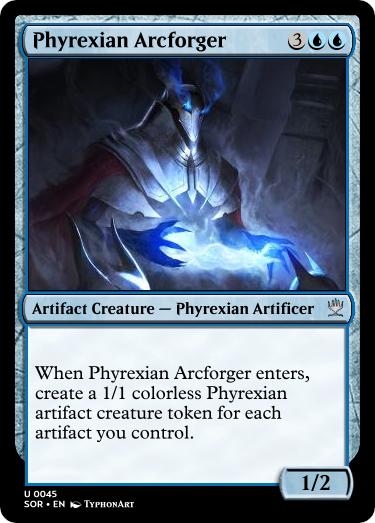 Phyrexian Arcforger 3
Artifact Creature — Phyrexian Artificer
When Phyrexian Arcforger enters,
create a 1/1 colorless Phyrexian
artifact creature token for each
artifact you control.
1/2
U 0045
SOR • EN TyphonArt